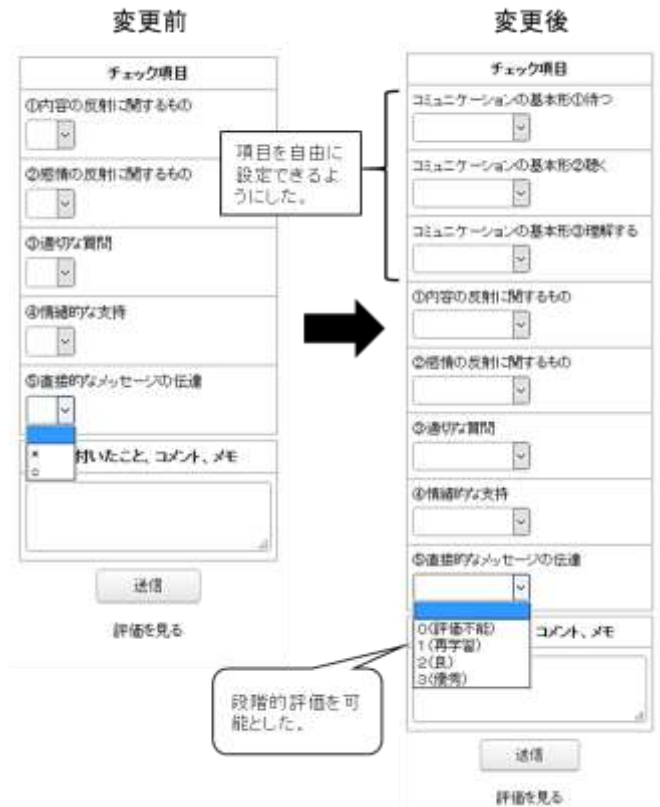 変更前
チェック項目
①内容の反射に関するもの
②感情の反射に関するもの
③適切な質問
④情緒的な支持
⑤直接的なメッセージの伝達
×
○
付いたこと、コメント、メモ
送信
評価を見る
項目を自由に
設定できるよ
うにした。
変更後
チェック項目
コミュニケーションの基本形①待つ
コミュニケーションの基本形②聴く
コミュニケーションの基本形③理解する
①内容の反射に関するもの
②感情の反射に関するもの
③適切な質問
④情緒的な支持
⑤直接的なメッセージの伝達
0(評価不能)
1(再学習)
2(良)
3(優秀)
コメント、メモ
段階的評価を可
能とした。
送信
評価を見る